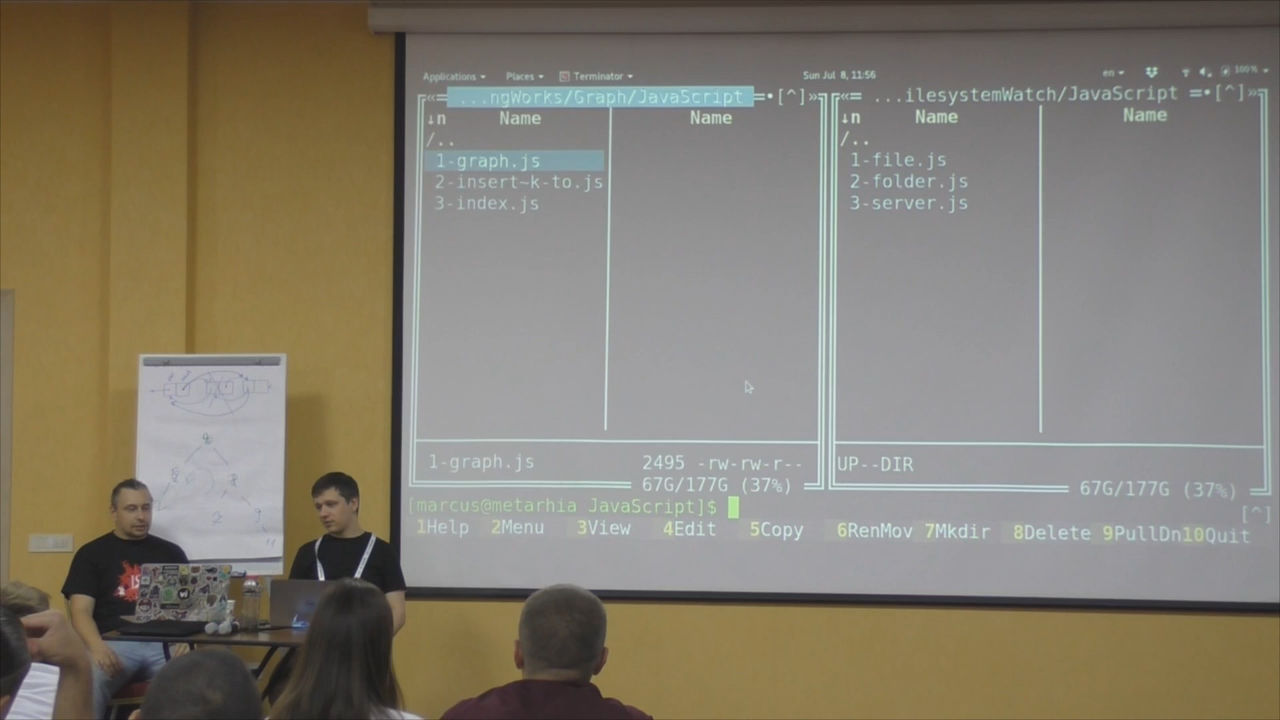 Applications Places Terminator Sun Jul 8, 11:56 en 100%
«= ...ngWorks/Graph/JavaScript =•[^]» «= ...ilesystemWatch/JavaScript =•[^]»
↓n Name Name ↓n Name Name
/.. /..
1-graph.js 1-file.js
2-insert~k-to.js 2-folder.js
3-index.js 3-server.js
1-graph.js 2495 -rw-rw-r-- UP--DIR
67G/177G (37%) 67G/177G (37%)
[marcus@metarhia JavaScript]$ [^]
1Help 2Menu 3View 4Edit 5Copy 6RenMov 7Mkdir 8Delete 9PullDn10Quit